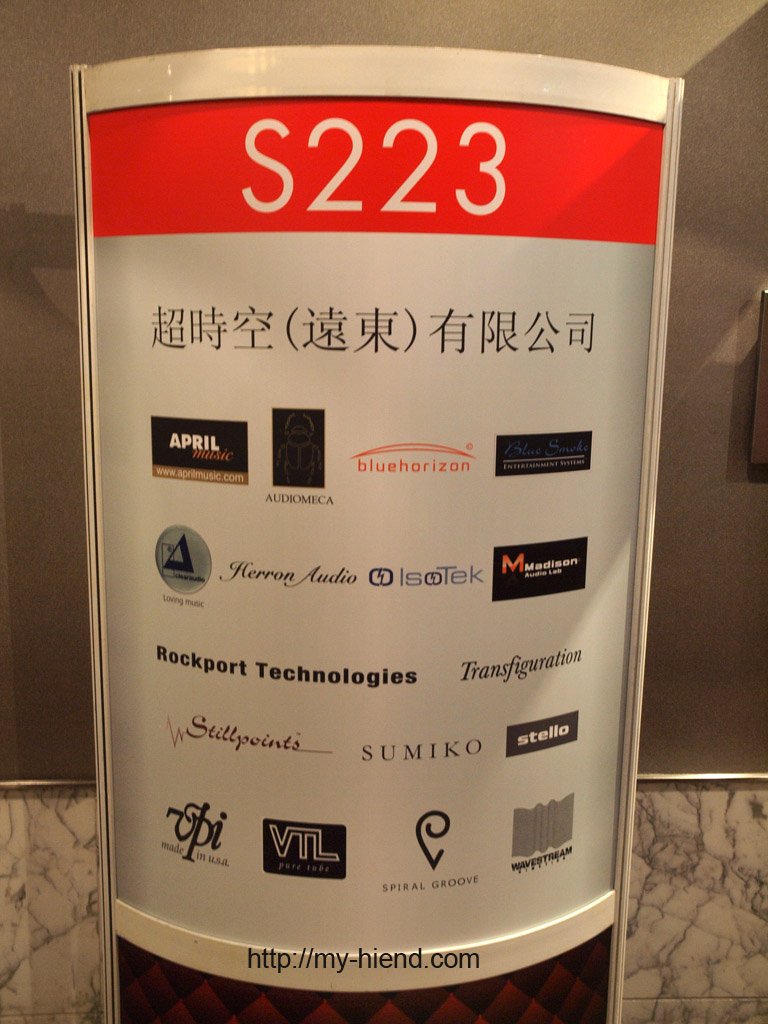 S223
超時空(遠東)有限公司
APRIL
music
www.aprilmusic.com
AUDIOMECA
bluehorizon
©
Blue Smoke
ENTERTAINMENT SYSTEMS
clearaudio
Loving music
Herron Audio
IsoTek
Madison
Audio Lab
Rockport Technologies
Transfiguration
Stillpoints
SUMIKO
stello
vpi
made in u.s.a.
VTL
pure tube
SPIRAL GROOVE
WAVESTREAM
KINETICS
http://my-hiend.com